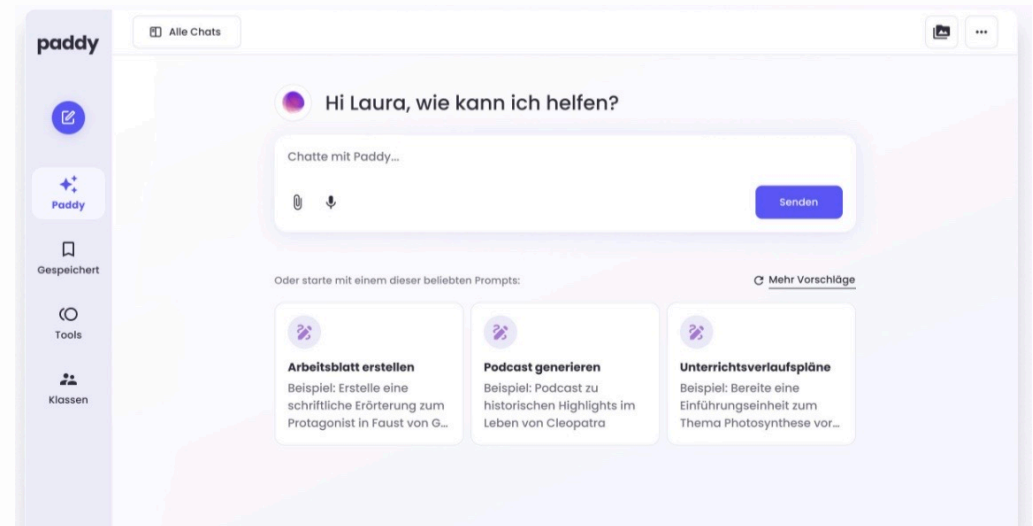 paddy
Alle Chats
Hi Laura, wie kann ich helfen?
Chatte mit Paddy...
Senden
Paddy
Gespeichert
Tools
Klassen
Oder starte mit einem dieser beliebten Prompts:
Mehr Vorschläge
Arbeitsblatt erstellen
Beispiel: Erstelle eine
schriftliche Erörterung zum
Protagonist in Faust von G...
Podcast generieren
Beispiel: Podcast zu
historischen Highlights im
Leben von Cleopatra
Unterrichtsverlaufspläne
Beispiel: Bereite eine
Einführungseinheit zum
Thema Photosynthese vor...